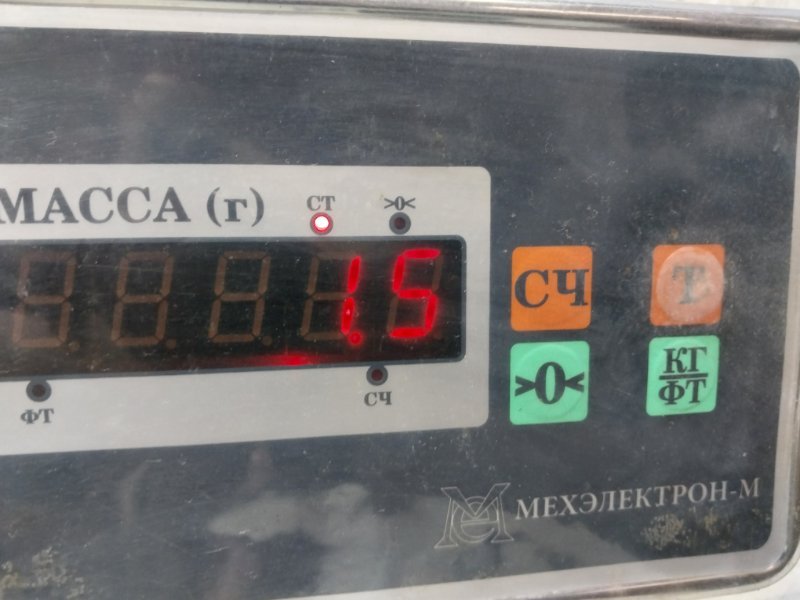 МАССА (г)
СТ
>0<
1.5
ФТ
СЧ
СЧ
Т
>0<
КГ
ФТ
МЕХЭЛЕКТРОН-М